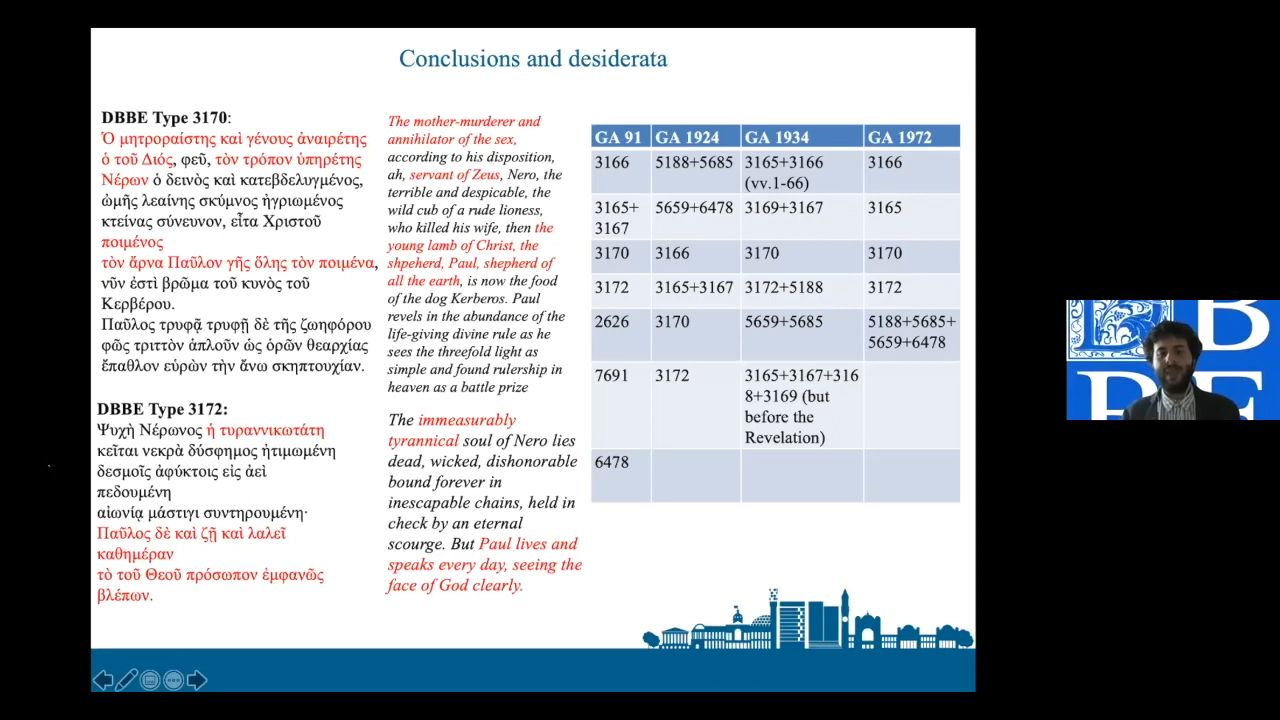 Conclusions and desiderata
DBBE Type 3170:
Ὁ μητροραίστης καὶ γένους ἀναιρέτης
ὁ τοῦ Διός, φεῦ, τὸν τρόπον ὑπηρέτης
Νέρων ὁ δεινὸς καὶ κατεβδελυγμένος,
ὠμῆς λεαίνης σκύμνος ἠγριωμένος
κτείνας σύνευνον, εἶτα Χριστοῦ
ποιμένος
τὸν ἄρνα Παῦλον γῆς ὅλης τὸν ποιμένα,
νῦν ἐστὶ βρῶμα τοῦ κυνὸς τοῦ
Κερβέρου.
Παῦλος τρυφᾷ τρυφῇ δὲ τῆς ζωηφόρου
φῶς τριττὸν ἁπλοῦν ὡς ὁρῶν θεαρχίας
ἔπαθλον εὑρὼν τὴν ἄνω σκηπτουχίαν.
DBBE Type 3172:
Ψυχὴ Νέρωνος ἡ τυραννικωτάτη
κεῖται νεκρὰ δύσφημος ἠτιμωμένη
δεσμοῖς ἀφύκτοις εἰς ἀεὶ
πεδουμένη
αἰωνίᾳ μάστιγι συντηρουμένη·
Παῦλος δὲ καὶ ζῇ καὶ λαλεῖ
καθημέραν
τὸ τοῦ Θεοῦ πρόσωπον ἐμφανῶς
βλέπων.
The mother-murderer and
annihilator of the sex,
according to his disposition,
ah, servant of Zeus, Nero, the
terrible and despicable, the
wild cub of a rude lioness,
who killed his wife, then the
young lamb of Christ, the
shpeherd, Paul, shepherd of
all the earth, is now the food
of the dog Kerberos. Paul
revels in the abundance of the
life-giving divine rule as he
sees the threefold light as
simple and found rulership in
heaven as a battle prize
The immeasurably
tyrannical soul of Nero lies
dead, wicked, dishonorable
bound forever in
inescapable chains, held in
check by an eternal
scourge. But Paul lives and
speaks every day, seeing the
face of God clearly.
GA 91 GA 1924 GA 1934 GA 1972
3166 5188+5685 3165+3166 3166
(vv.1-66)
3165+ 5659+6478 3169+3167 3165
3167
3170 3166 3170 3170
3172 3165+3167 3172+5188 3172
2626 3170 5659+5685 5188+5685+
5659+6478
7691 3172 3165+3167+316
8+3169 (but
before the
Revelation)
6478